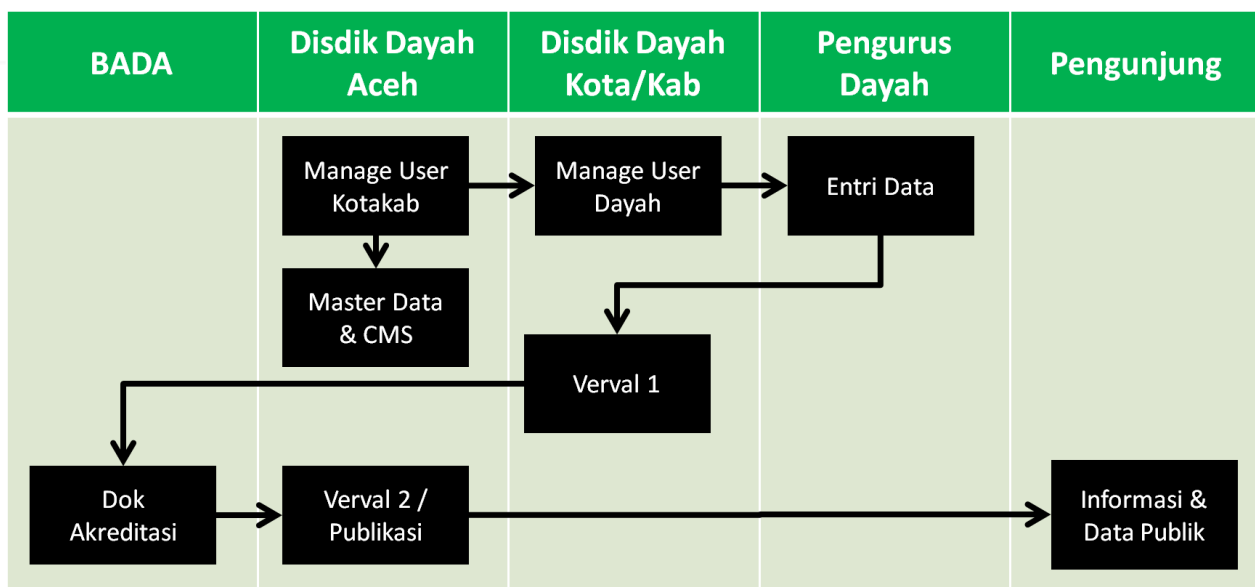 BADA
Disdik Dayah
Aceh
Disdik Dayah
Kota/Kab
Pengurus
Dayah
Pengunjung
Manage User
Kotakab
Manage User
Dayah
Entri Data
Master Data
& CMS
Verval 1
Dok
Akreditasi
Verval 2 /
Publikasi
Informasi &
Data Publik